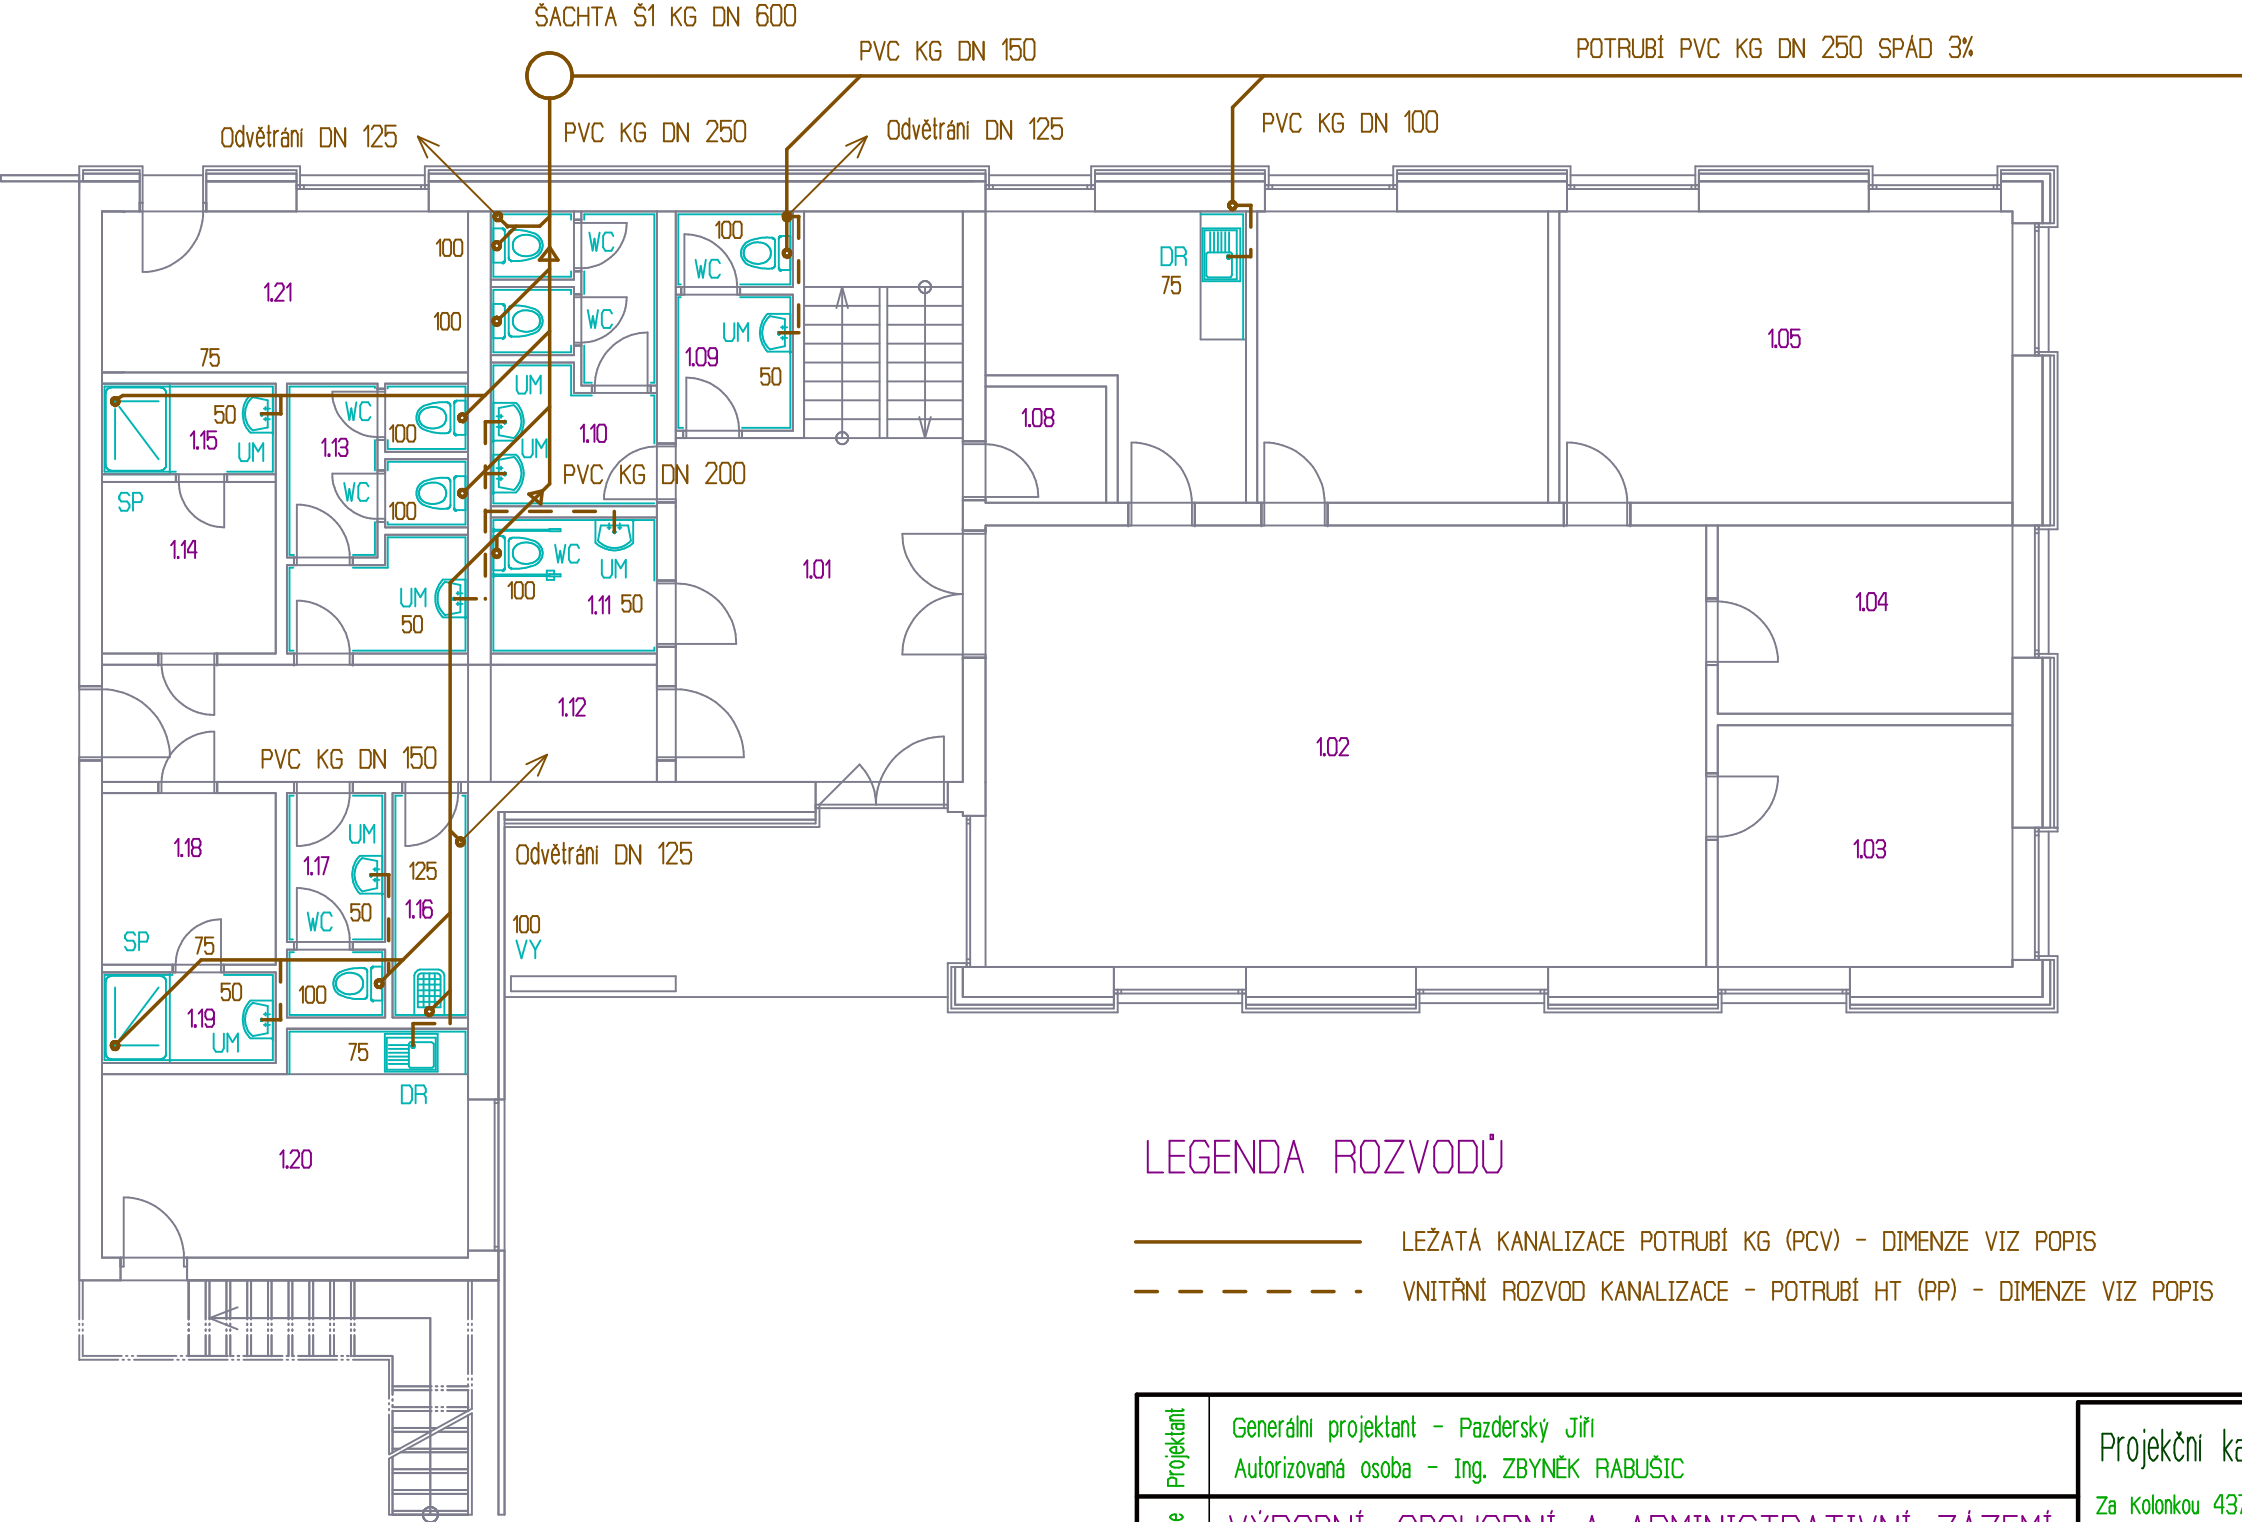 ŠACHTA Š1 KG DN 600
PVC KG DN 150
POTRUBÍ PVC KG DN 250 SPÁD 3%
Odvětrání DN 125
PVC KG DN 250
Odvětrání DN 125
PVC KG DN 100
100
WC
100
WC
DR
75
1.21
100
WC
UM
1.09
50
1.05
75
UM
50
1.15
UM
WC
100
1.13
1.10
UM
1.08
PVC KG DN 200
SP
WC
100
1.14
WC
UM
100
1.11
50
UM
50
1.01
1.04
1.12
1.02
PVC KG DN 150
1.18
UM
1.17
125
1.16
50
WC
Odvětrání DN 125
1.03
100
VY
SP
75
50
100
1.19
UM
75
DR
1.20
LEGENDA ROZVODŮ
LEŽATÁ KANALIZACE POTRUBÍ KG (PCV) - DIMENZE VIZ POPIS
VNITŘNÍ ROZVOD KANALIZACE - POTRUBÍ HT (PP) - DIMENZE VIZ POPIS
Projektant
Generální projektant - Pazderský Jiří
Autorizovaná osoba - Ing. ZBYNĚK RABUŠIC
Projekční
Za Kolonkou
A ADMINISTRATIVNÍ ZÁZEMÍ